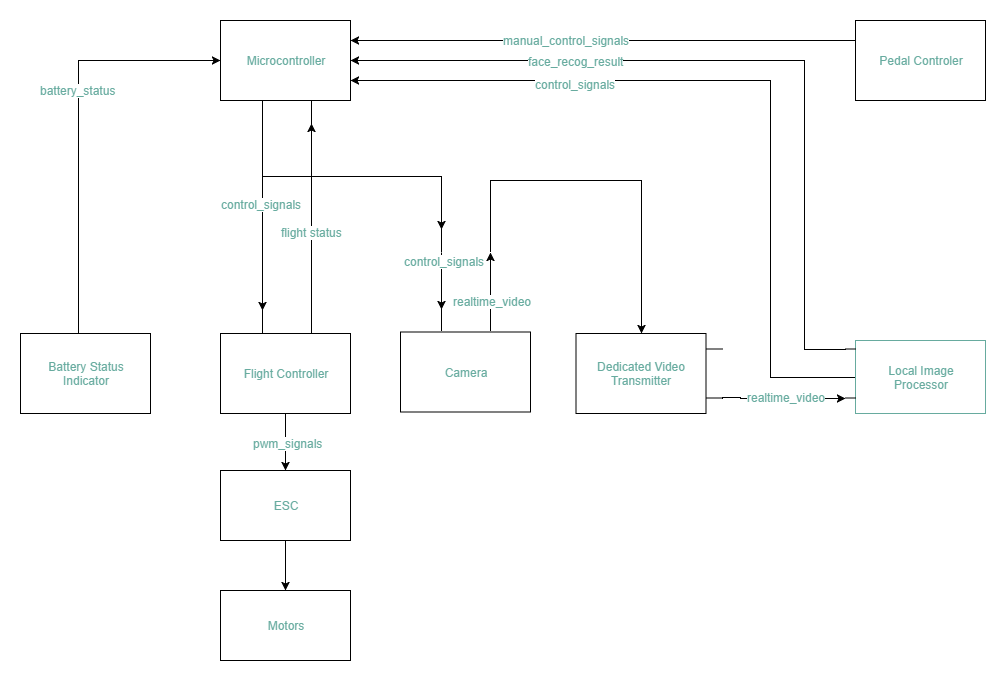 manual_control_signals
Microcontroller
face_recog_result
Pedal Controler
control_signals
battery_status
control_signals
flight status
control_signals
realtime_video
Battery Status
Indicator
Flight Controller
Camera
Dedicated Video
Transmitter
Local Image
Processor
realtime_video
pwm_signals
ESC
Motors